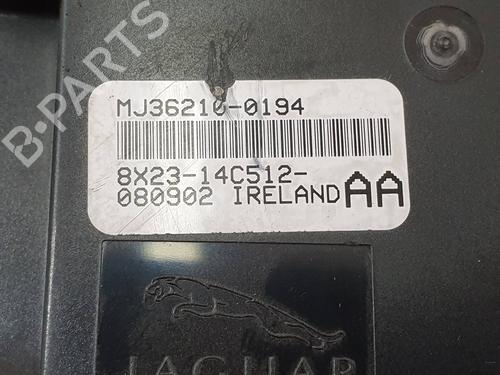 B-PARTS
MJ36210-0194
8X23-14C512-
080902 IRELAND AA
JAGUAR